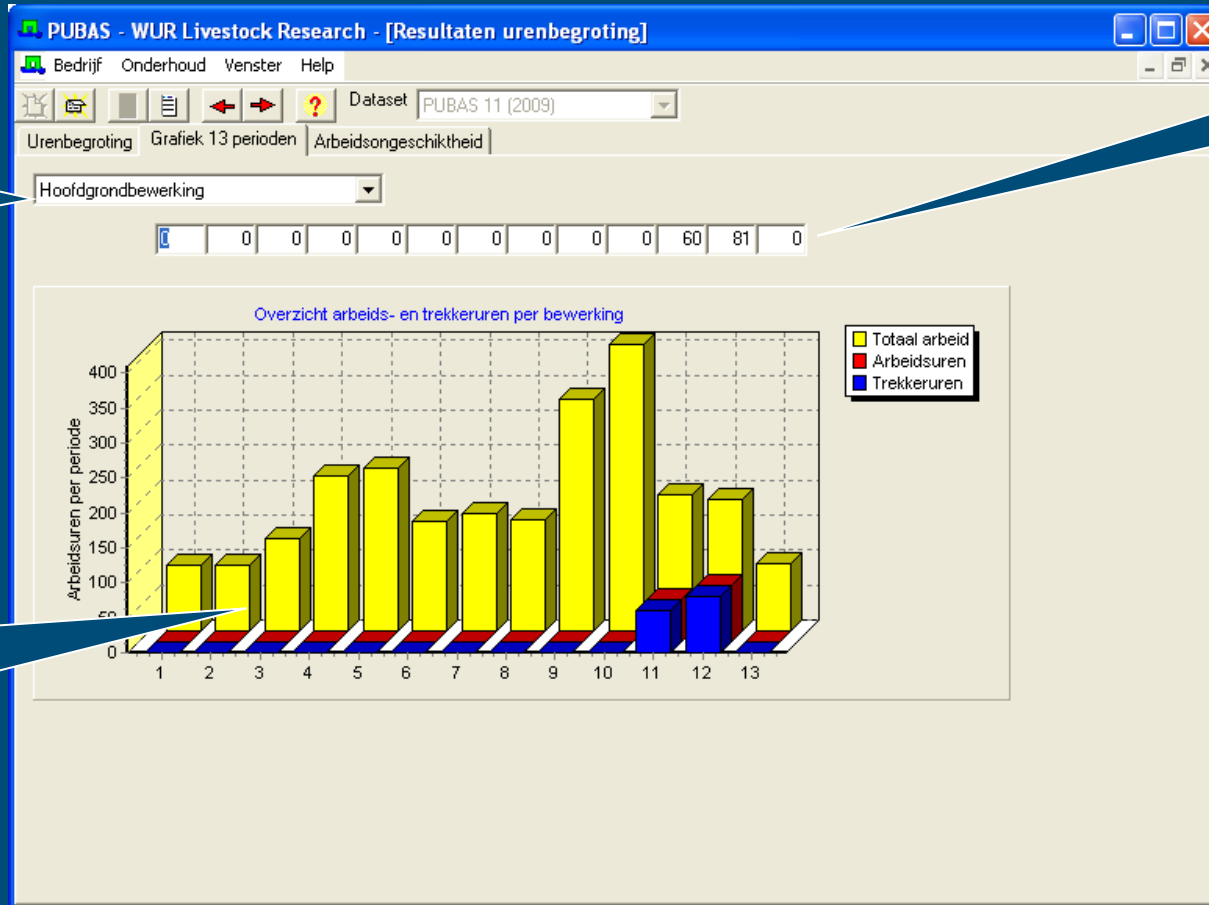 PUBAS - WUR Livestock Research - [Resultaten urenbegroting]
Bedrijf Onderhoud Venster Help
? Dataset PUBAS 11 (2009)
Urenbegroting Grafiek 13 perioden Arbeidsongeschiktheid
Hoofdgrondbewerking
0 0 0 0 0 0 0 0 0 0 60 81 0
Overzicht arbeids- en trekkeruren per bewerking
Totaal arbeid
Arbeidsuren
Trekkeruren
Arbeidsuren per periode
400
350
300
250
200
150
100
50
0
1 2 3 4 5 6 7 8 9 10 11 12 13